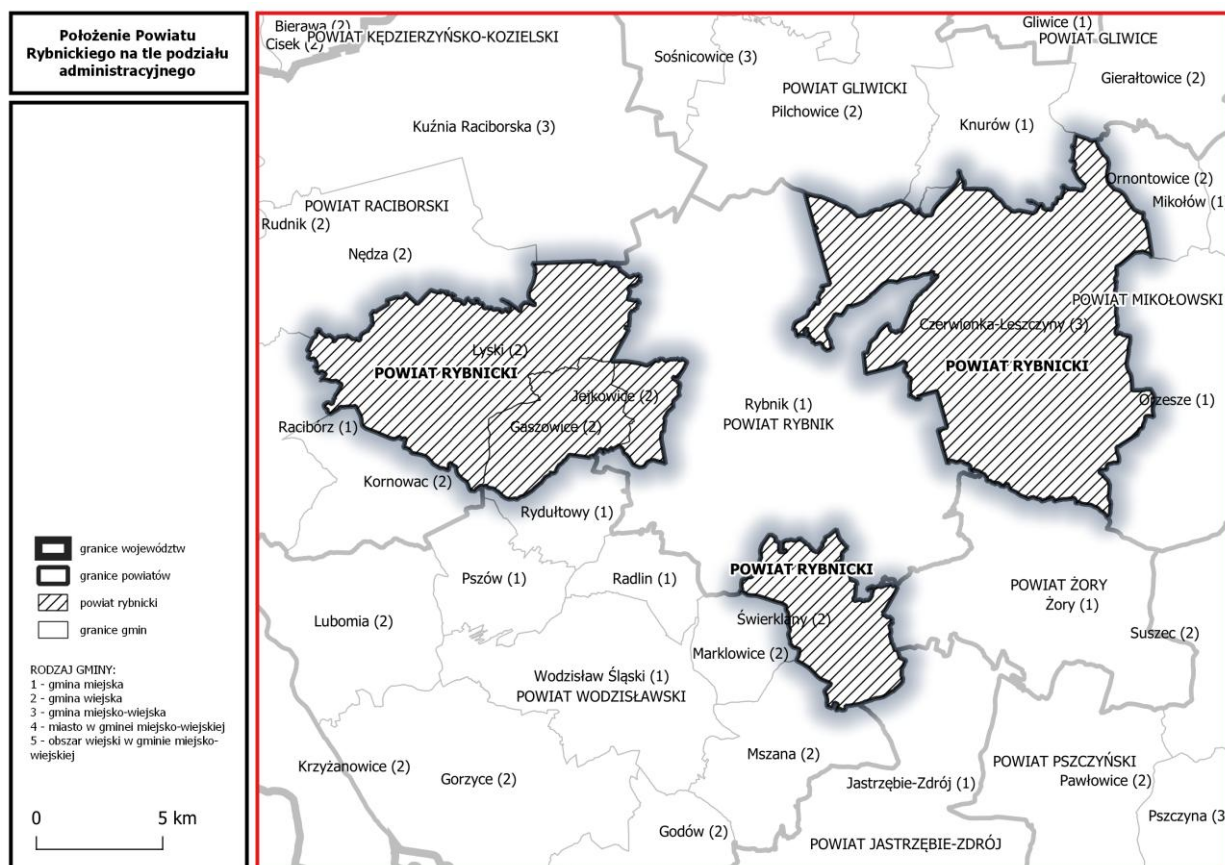 Położenie Powiatu
Rybnickiego na tle podziału
administracyjnego
granice województw
granice powiatów
powiat rybnicki
granice gmin
RODZAJ GMINY:
1 - gmina miejska
2 - gmina wiejska
3 - gmina miejsko-wiejska
4 - miasto w gminei miejsko-wiejskiej
5 - obszar wiejski w gminie miejsko-
wiejskiej
0 5 km
Bierawa (2)
Cisek (2)
POWIAT KĘDZIERZYŃSKO-KOZIELSKI
Gliwice (1)
POWIAT GLIWICE
Sośnicowice (3)
Gierałtowice (2)
POWIAT GLIWICKI
Pilchowice (2)
Kuźnia Raciborska (3)
Knurów (1)
Ornontowice (2)
Mikołów (1)
POWIAT RACIBORSKI
Rudnik (2)
Nędza (2)
POWIAT MIKOŁOWSKI
Czerwionka-Leszczyny (3)
POWIAT RYBNICKI
Lyski (2)
POWIAT RYBNICKI
Jejkowice (2)
Gaszowice (2)
Rybnik (1)
POWIAT RYBNIK
Orzesze (1)
Racibórz (1)
Kornowac (2)
Rydułtowy (1)
POWIAT RYBNICKI
Pszów (1)
Radlin (1)
POWIAT ŻORY
Żory (1)
Lubomia (2)
Świerklany (2)
Suszec (2)
Marklowice (2)
Wodzisław Śląski (1)
POWIAT WODZISŁAWSKI
Mszana (2)
Krzyżanowice (2)
Gorzyce (2)
Jastrzębie-Zdrój (1)
POWIAT PSZCZYŃSKI
Pawłowice (2)
Godów (2)
POWIAT JASTRZĘBIE-ZDRÓJ
Pszczyna (3)